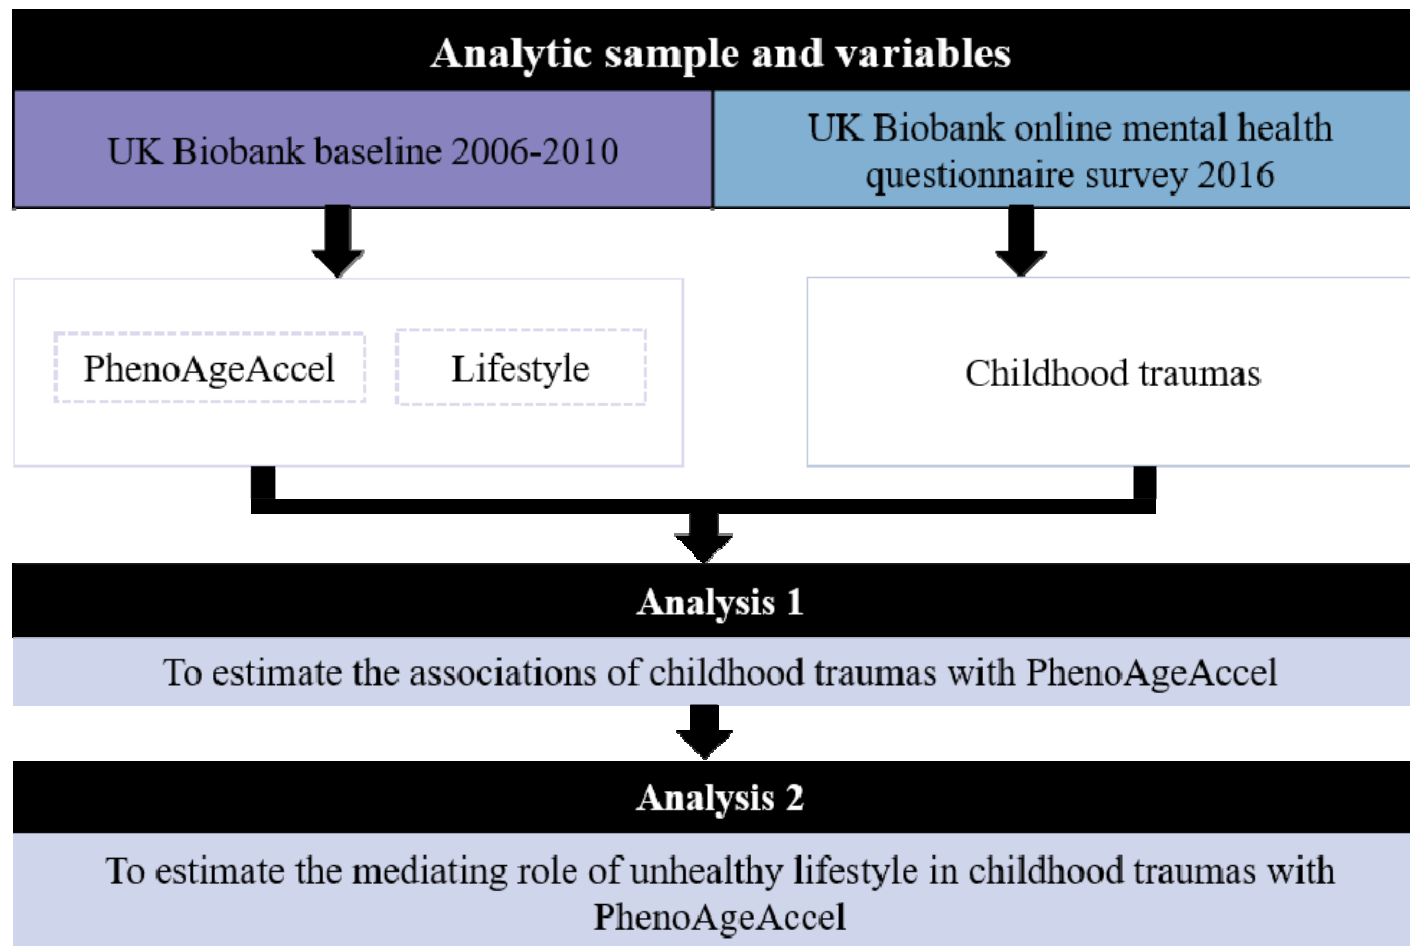 Analytic sample and variables
UK Biobank baseline 2006-2010
UK Biobank online mental health
questionnaire survey 2016
PhenoAgeAccel
Lifestyle
Childhood traumas
Analysis 1
To estimate the associations of childhood traumas with PhenoAgeAccel
Analysis 2
To estimate the mediating role of unhealthy lifestyle in childhood traumas with
PhenoAgeAccel